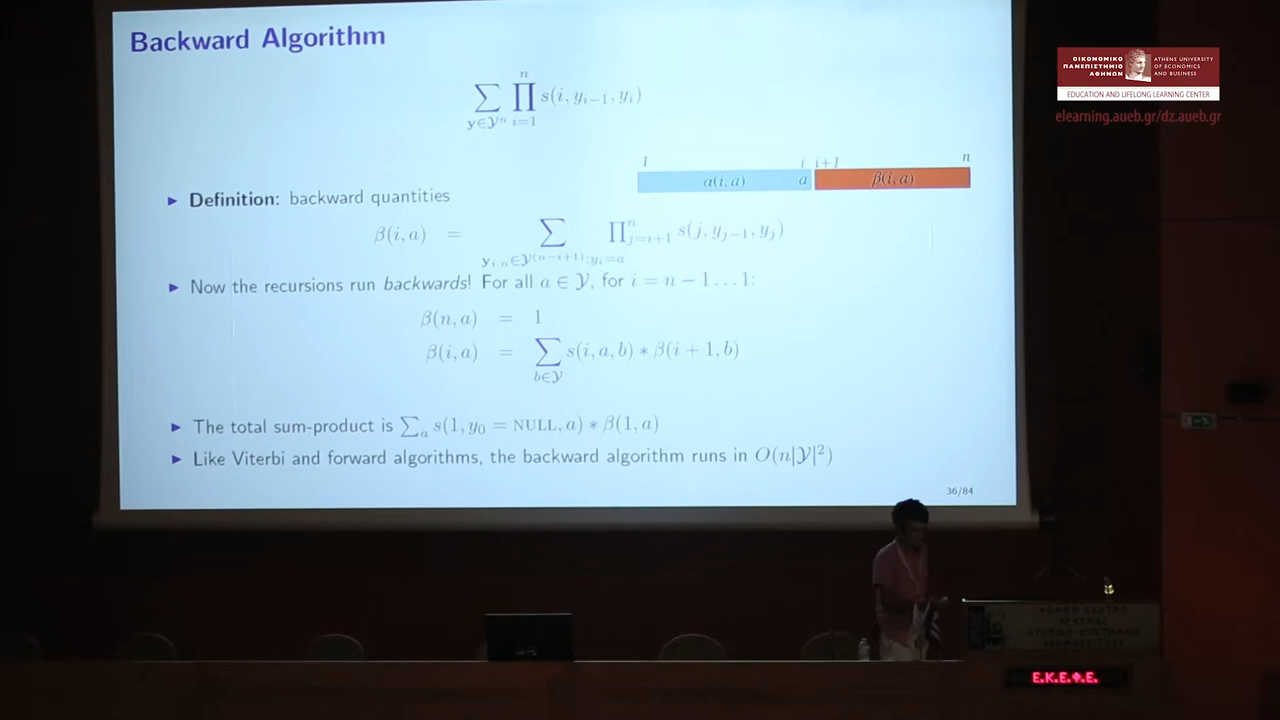 Backward Algorithm
∑_{y∈𝒴ⁿ} ∏_{i=1}^{n} s(i, y_{i−1}, y_i)
1 i i+1 n
α(i, a) a β(i, a)
▶ Definition: backward quantities
β(i, a) = ∑_{y_{i:n}∈𝒴^{(n−i+1)}:y_i=a} ∏_{j=i+1}^{n} s(j, y_{j−1}, y_j)
▶ Now the recursions run backwards! For all a ∈ 𝒴, for i = n − 1 . . . 1:
β(n, a) = 1
β(i, a) = ∑_{b∈𝒴} s(i, a, b) ∗ β(i + 1, b)
▶ The total sum-product is ∑_a s(1, y₀ = NULL, a) ∗ β(1, a)
▶ Like Viterbi and forward algorithms, the backward algorithm runs in O(n|𝒴|²)
36/84
ΟΙΚΟΝΟΜΙΚΟ
ΠΑΝΕΠΙΣΤΗΜΙΟ
ΑΘΗΝΩΝ
ATHENS UNIVERSITY
OF ECONOMICS
AND BUSINESS
EDUCATION AND LIFELONG LEARNING CENTER
elearning.aueb.gr/dz.aueb.gr
Ε.Κ.Ε.Φ.Ε.